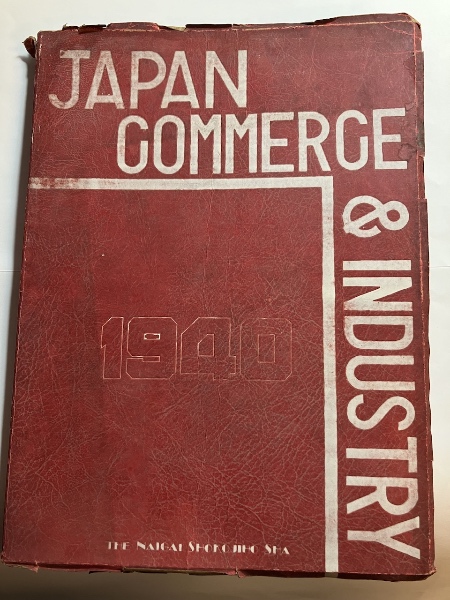 JAPAN
COMMERCE
& INDUSTRY
1940
THE NAIGAI SHOKOJIHO SHA